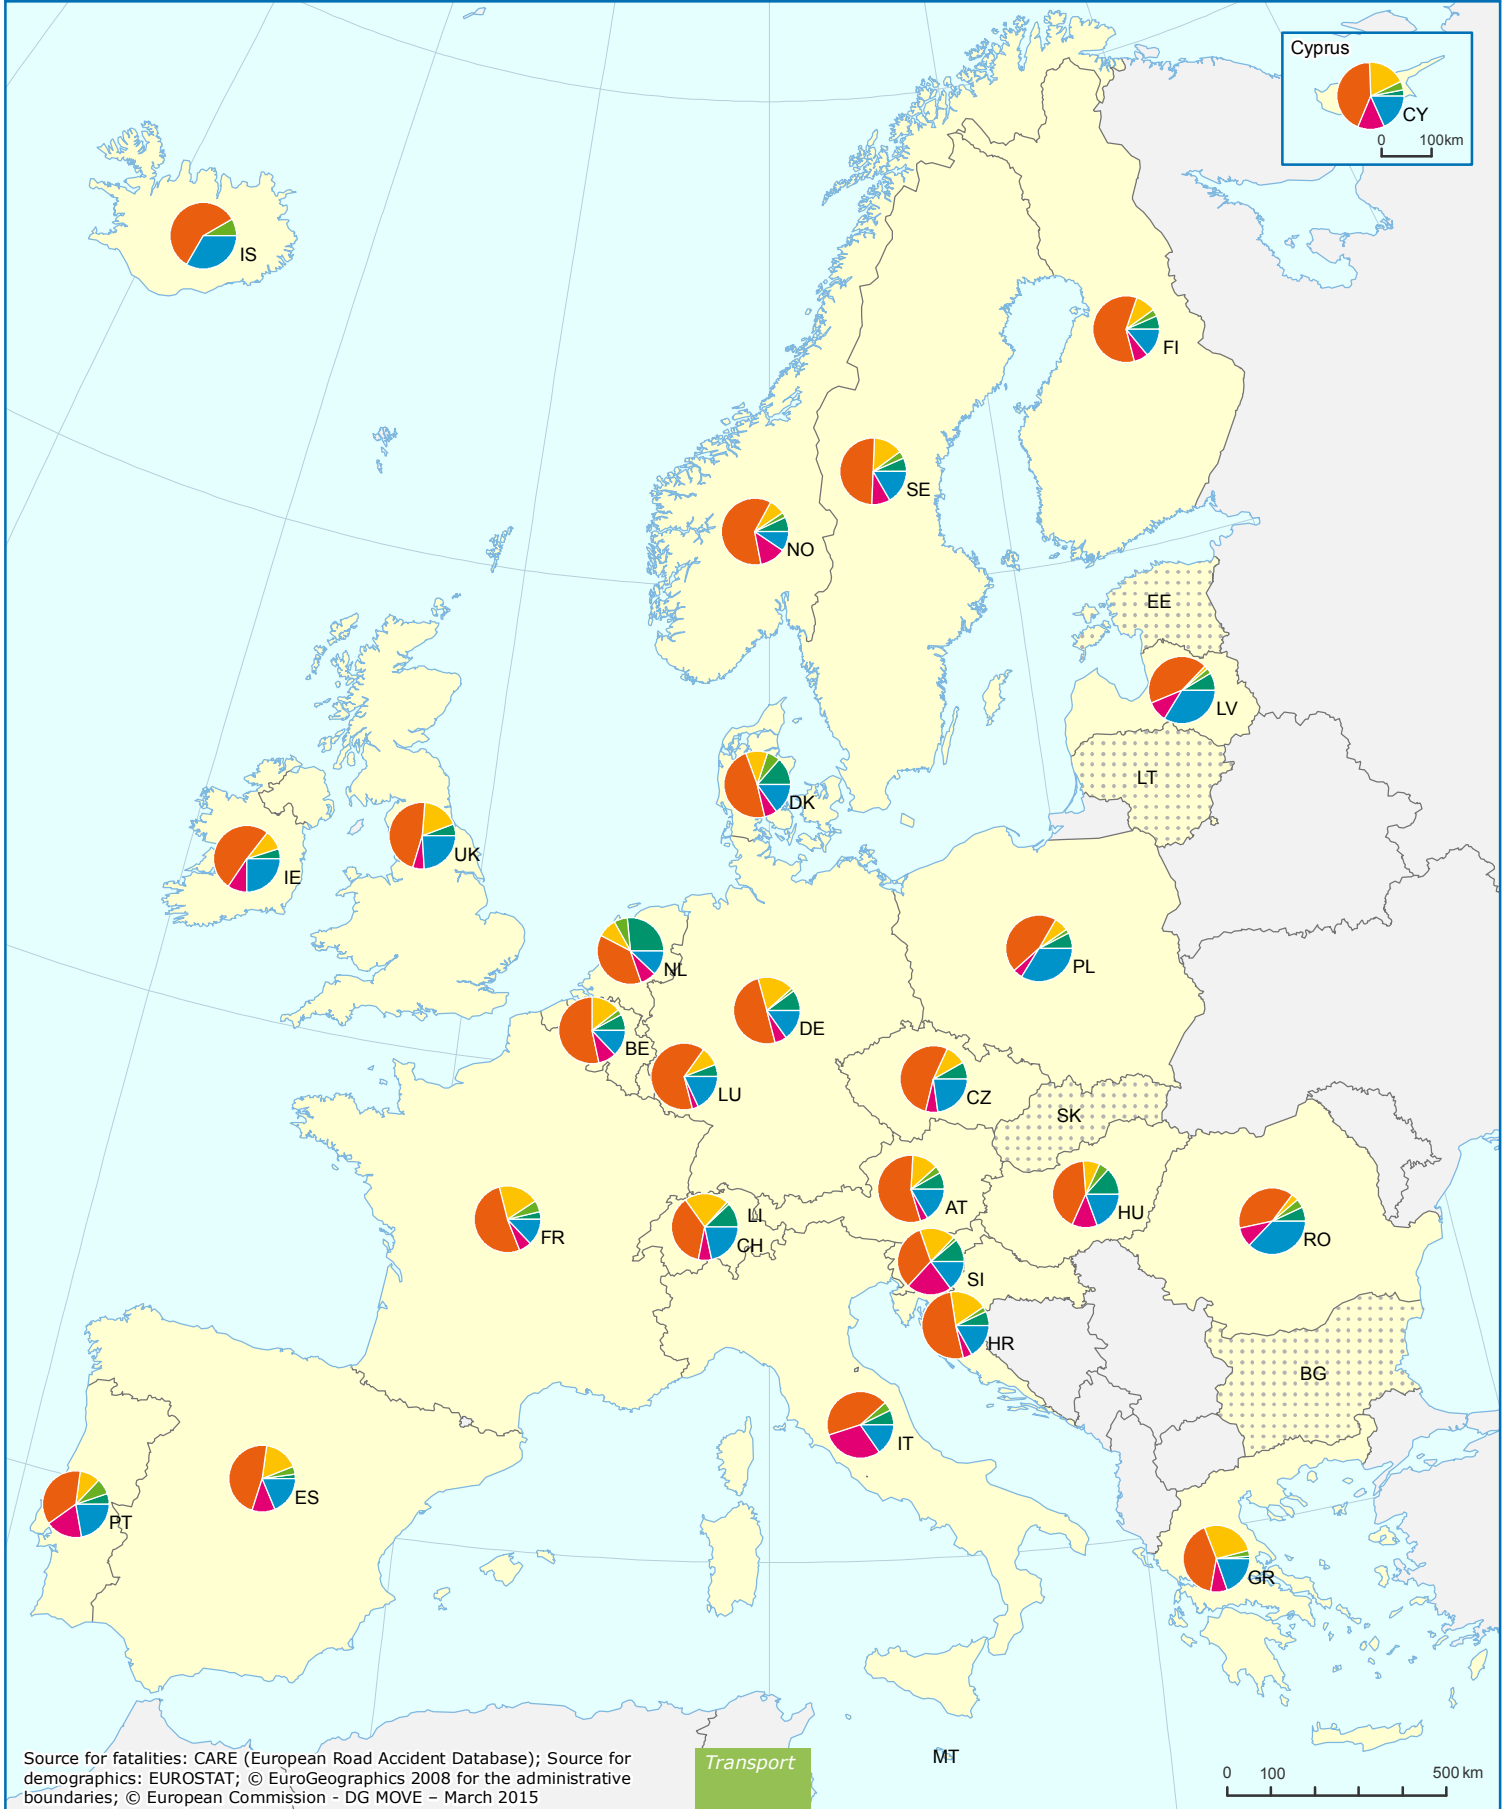 Cyprus
CY
0 100km
IS
FI
SE
NO
EE
LV
LT
DK
UK
IE
NL
PL
DE
BE
LU
CZ
SK
AT
HU
LI
CH
FR
RO
SI
HR
BG
IT
ES
PT
GR
MT
Source for fatalities: CARE (European Road Accident Database); Source for
demographics: EUROSTAT; © EuroGeographics 2008 for the administrative
boundaries; © European Commission - DG MOVE – March 2015
Transport
0 100 500 km